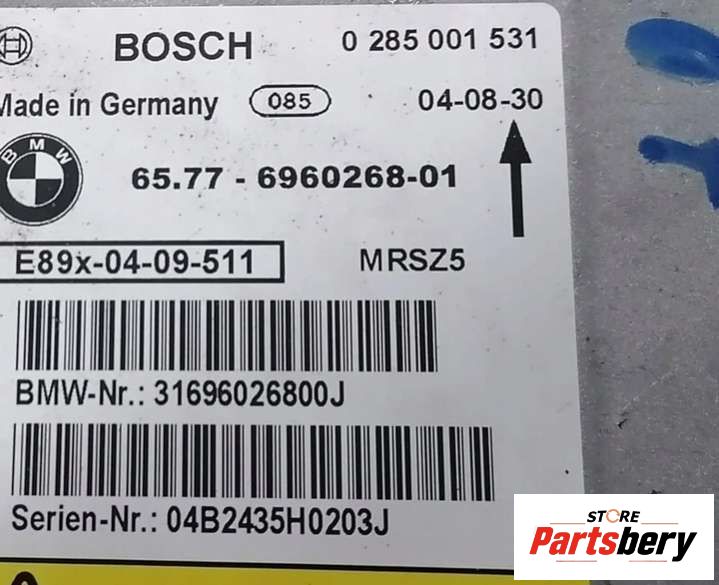 BOSCH 0 285 001 531
Made in Germany 085 04-08-30
BMW
65.77 - 6960268-01
E89x-04-09-511 MRSZ5
BMW-Nr.: 31696026800J
Serien-Nr.: 04B2435H0203J
STORE
Partsbery